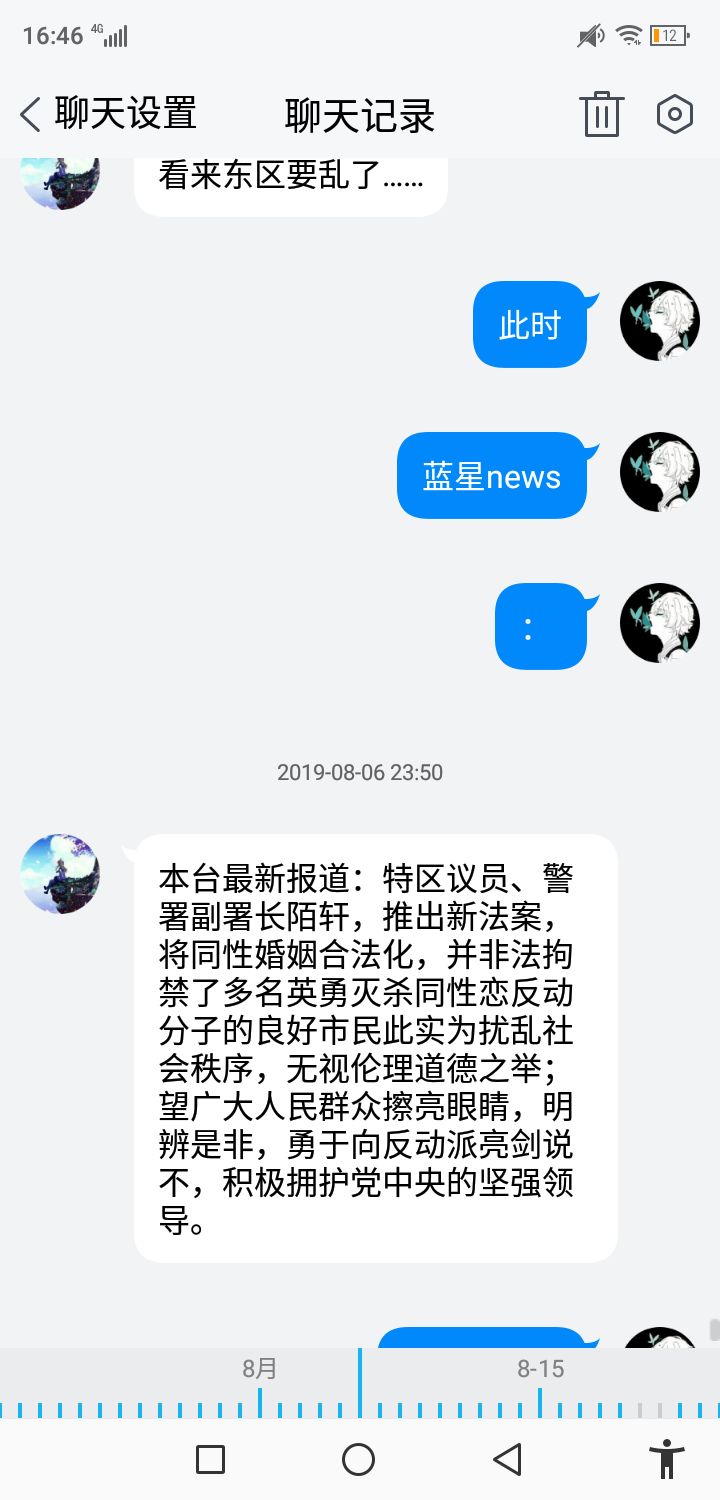 16:46 4G 12
聊天设置 聊天记录
看来东区要乱了……
此时
蓝星news
：
2019-08-06 23:50
本台最新报道：特区议员、警
署副署长陌轩，推出新法案，
将同性婚姻合法化，并非法拘
禁了多名英勇灭杀同性恋反动
分子的良好市民此实为扰乱社
会秩序，无视伦理道德之举；
望广大人民群众擦亮眼睛，明
辨是非，勇于向反动派亮剑说
不，积极拥护党中央的坚强领
导。
8月 8-15